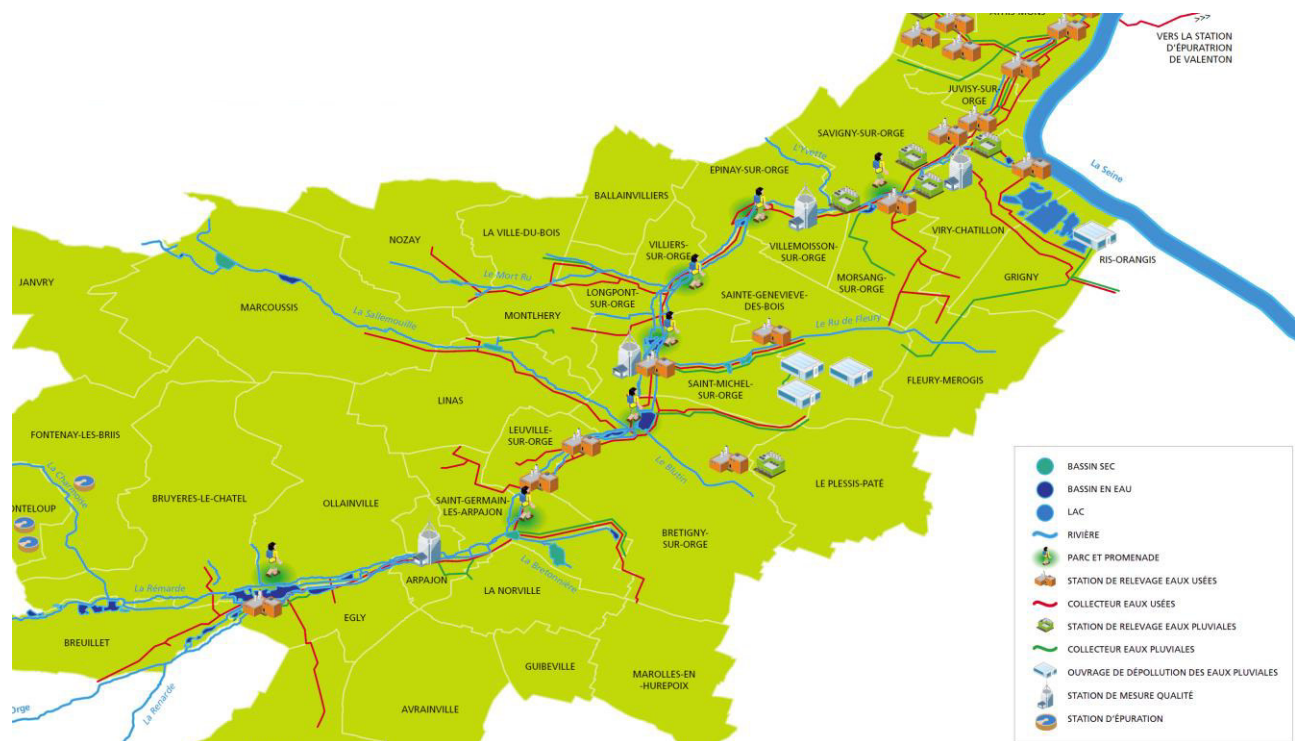 ATHIS-MONS
>>>
VERS LA STATION
D'ÉPURATRION
DE VALENTON
JUVISY-SUR-
ORGE
SAVIGNY-SUR-ORGE
L'Yvette
La Seine
EPINAY-SUR-ORGE
BALLAINVILLIERS
LA VILLE-DU-BOIS
NOZAY
VILLIERS-
SUR-ORGE
VILLEMOISSON-
SUR-ORGE
VIRY-CHATILLON
RIS-ORANGIS
GRIGNY
MORSANG-
SUR-ORGE
Le Mort Ru
JANVRY
MARCOUSSIS
LONGPONT-
SUR-ORGE
SAINTE-GENEVIEVE-
DES-BOIS
MONTLHERY
La Sallemouille
Le Ru de Fleury
FLEURY-MEROGIS
SAINT-MICHEL-
SUR-ORGE
LINAS
LEUVILLE-
SUR-ORGE
FONTENAY-LES-BRIIS
La Charmoise
Le Blutin
LE PLESSIS-PATÉ
BRUYERES-LE-CHATEL
OLLAINVILLE
SAINT-GERMAIN-
LES-ARPAJON
ONTELOUP
BRETIGNY-
SUR-ORGE
La Bretonnière
ARPAJON
LA NORVILLE
La Rémarde
EGLY
BREUILLET
GUIBEVILLE
MAROLLES-EN
-HUREPOIX
La Renarde
Orge
AVRAINVILLE
BASSIN SEC
BASSIN EN EAU
LAC
RIVIÈRE
PARC ET PROMENADE
STATION DE RELEVAGE EAUX USÉES
COLLECTEUR EAUX USÉES
STATION DE RELEVAGE EAUX PLUVIALES
COLLECTEUR EAUX PLUVIALES
OUVRAGE DE DÉPOLLUTION DES EAUX PLUVIALES
STATION DE MESURE QUALITÉ
STATION D'ÉPURATION